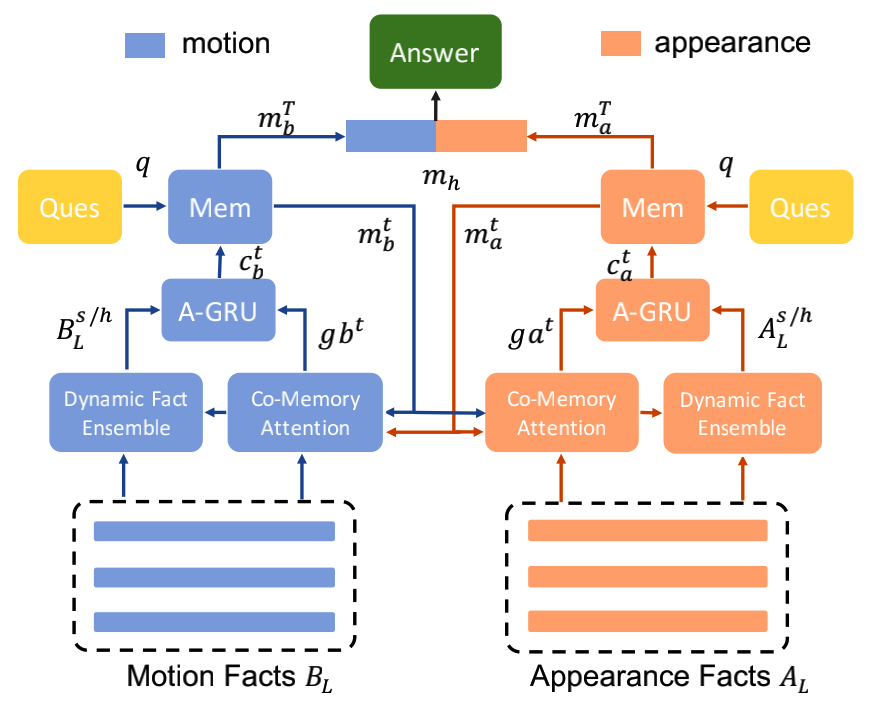 motion
Answer
appearance
m_b^T
m_a^T
m_h
q
q
Ques
Mem
Mem
Ques
m_b^t
m_a^t
c_b^t
c_a^t
B_L^{s/h}
A-GRU
gb^t
ga^t
A-GRU
A_L^{s/h}
Dynamic Fact
Ensemble
Co-Memory
Attention
Co-Memory
Attention
Dynamic Fact
Ensemble
Motion Facts B_L
Appearance Facts A_L